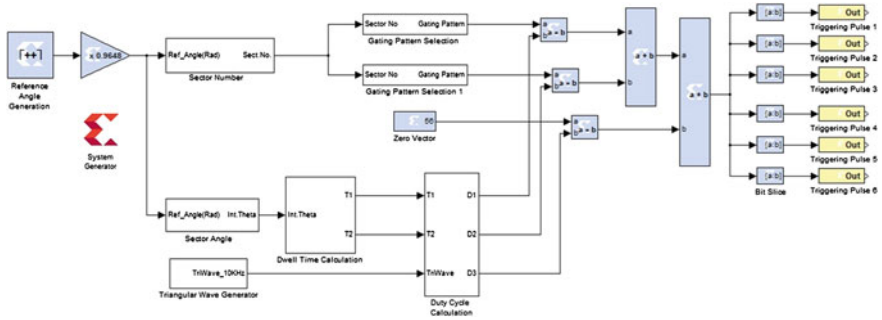 [++]
Reference
Angle
Generation
x 0.9648
System
Generator
Ref_Angle(Rad) Sect.No.
Sector Number
Sector No Gating Pattern
Gating Pattern Selection
Sector No Gating Pattern
Gating Pattern Selection 1
56
Zero Vector
a
b
a
b
a
b
a
b
a
b
Ref_Angle(Rad) Int.Theta
Sector Angle
Int.Theta T1 T2
Dwell Time Calculation
TriWave_10KHz
Triangular Wave Generator
T1 D1
T2 D2
TriWave D3
Duty Cycle
Calculation
[a:b] Out
Triggering Pulse 1
[a:b] Out
Triggering Pulse 2
[a:b] Out
Triggering Pulse 3
[a:b] Out
Triggering Pulse 4
[a:b] Out
Triggering Pulse 5
[a:b] Out
Bit Slice Triggering Pulse 6